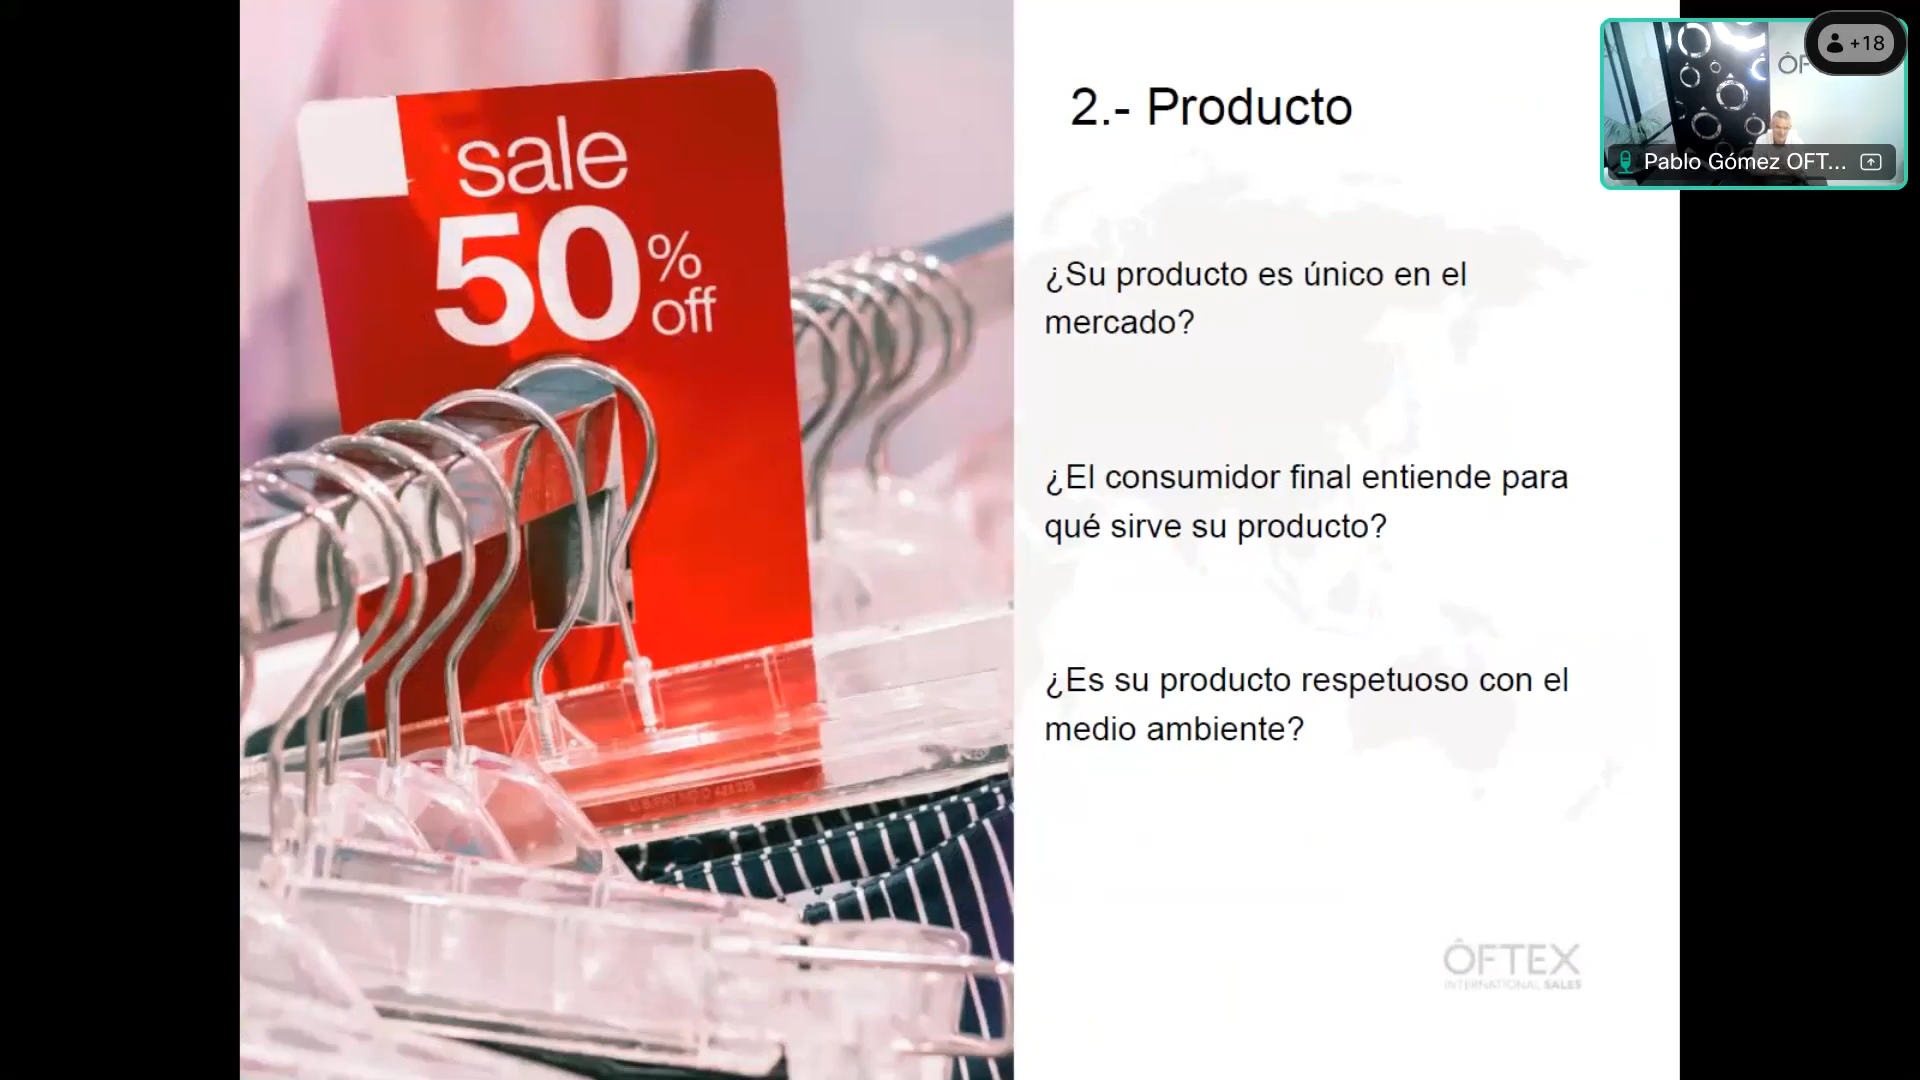 sale
50%
off
2.- Producto
¿Su producto es único en el
mercado?
¿El consumidor final entiende para
qué sirve su producto?
¿Es su producto respetuoso con el
medio ambiente?
ÔFTEX
INTERNATIONAL SALES
+18
ÔF
Pablo Gómez OFT...